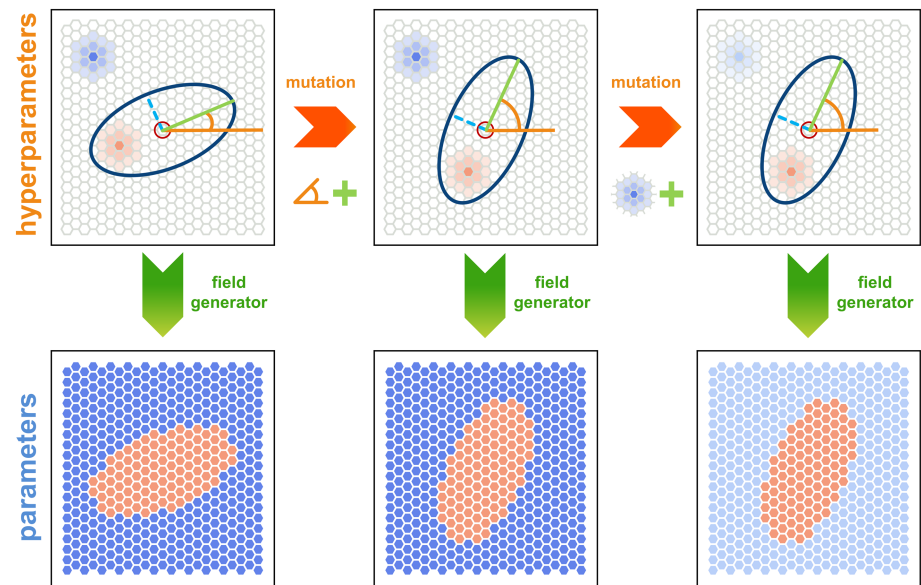 hyperparameters
mutation
mutation
field
generator
field
generator
field
generator
parameters